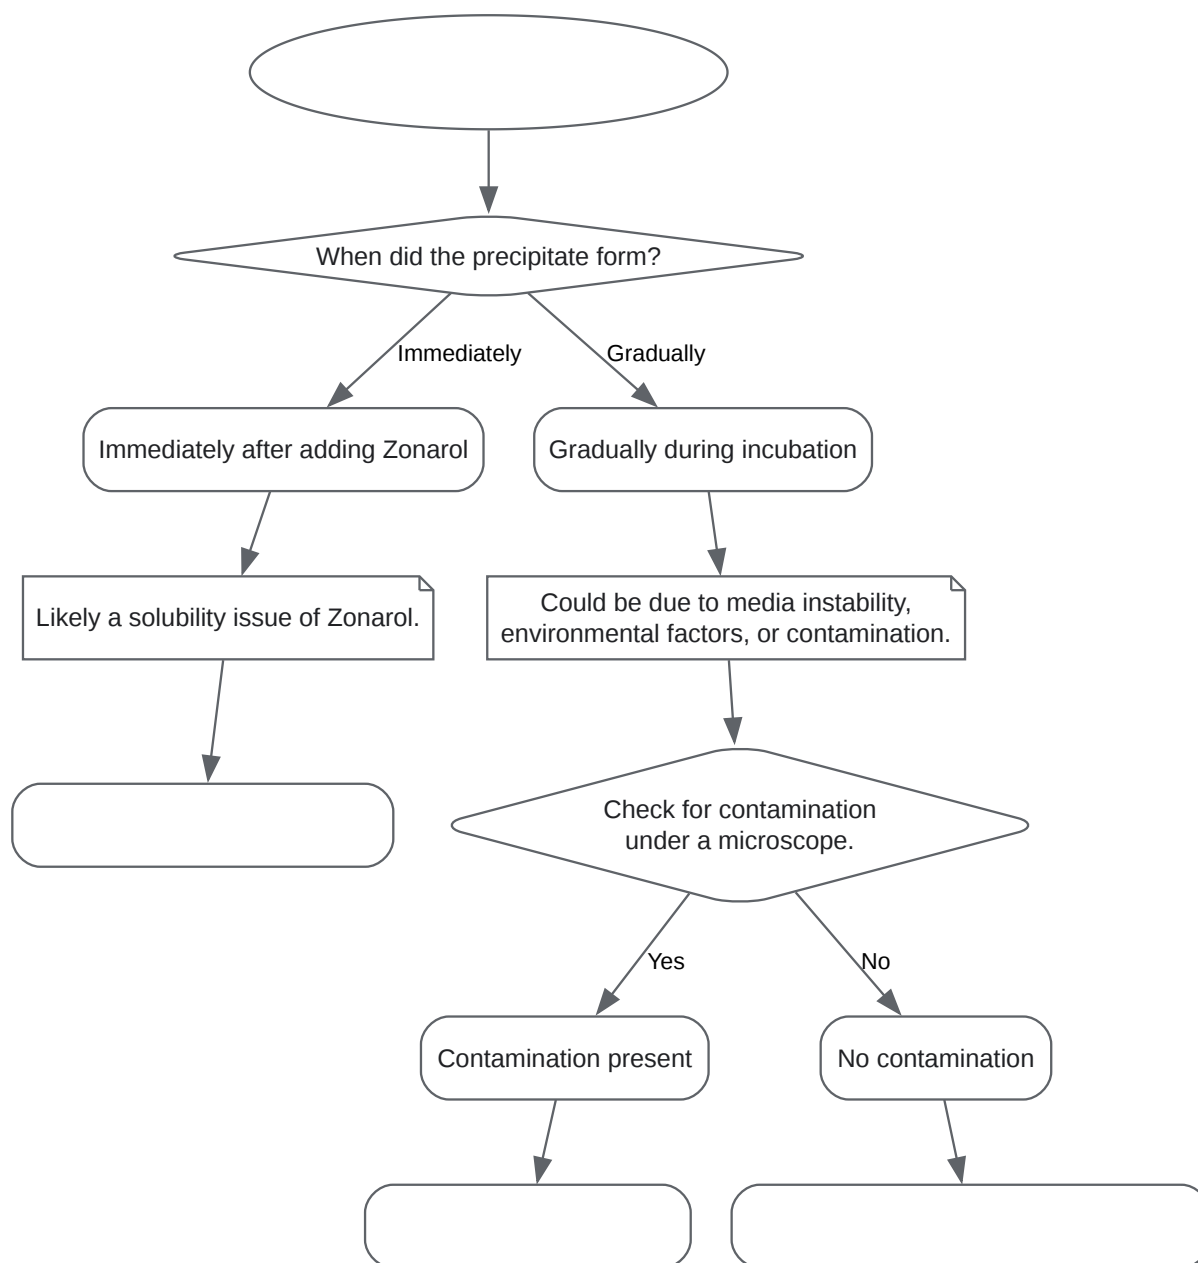 When did the precipitate form?
Immediately
Gradually
Immediately after adding Zonarol
Gradually during incubation
Likely a solubility issue of Zonarol.
Could be due to media instability,
environmental factors, or contamination.
Check for contamination
under a microscope.
Yes
No
Contamination present
No contamination